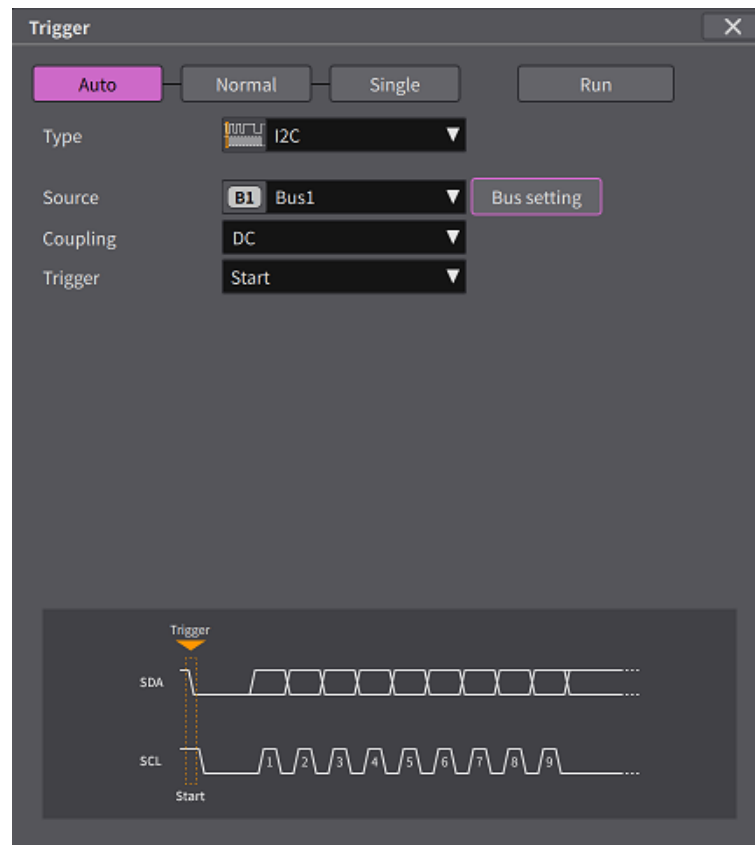 Trigger
Auto Normal Single Run
Type I2C
Source B1 Bus1 Bus setting
Coupling DC
Trigger Start
Trigger
SDA
SCL 1 2 3 4 5 6 7 8 9
Start